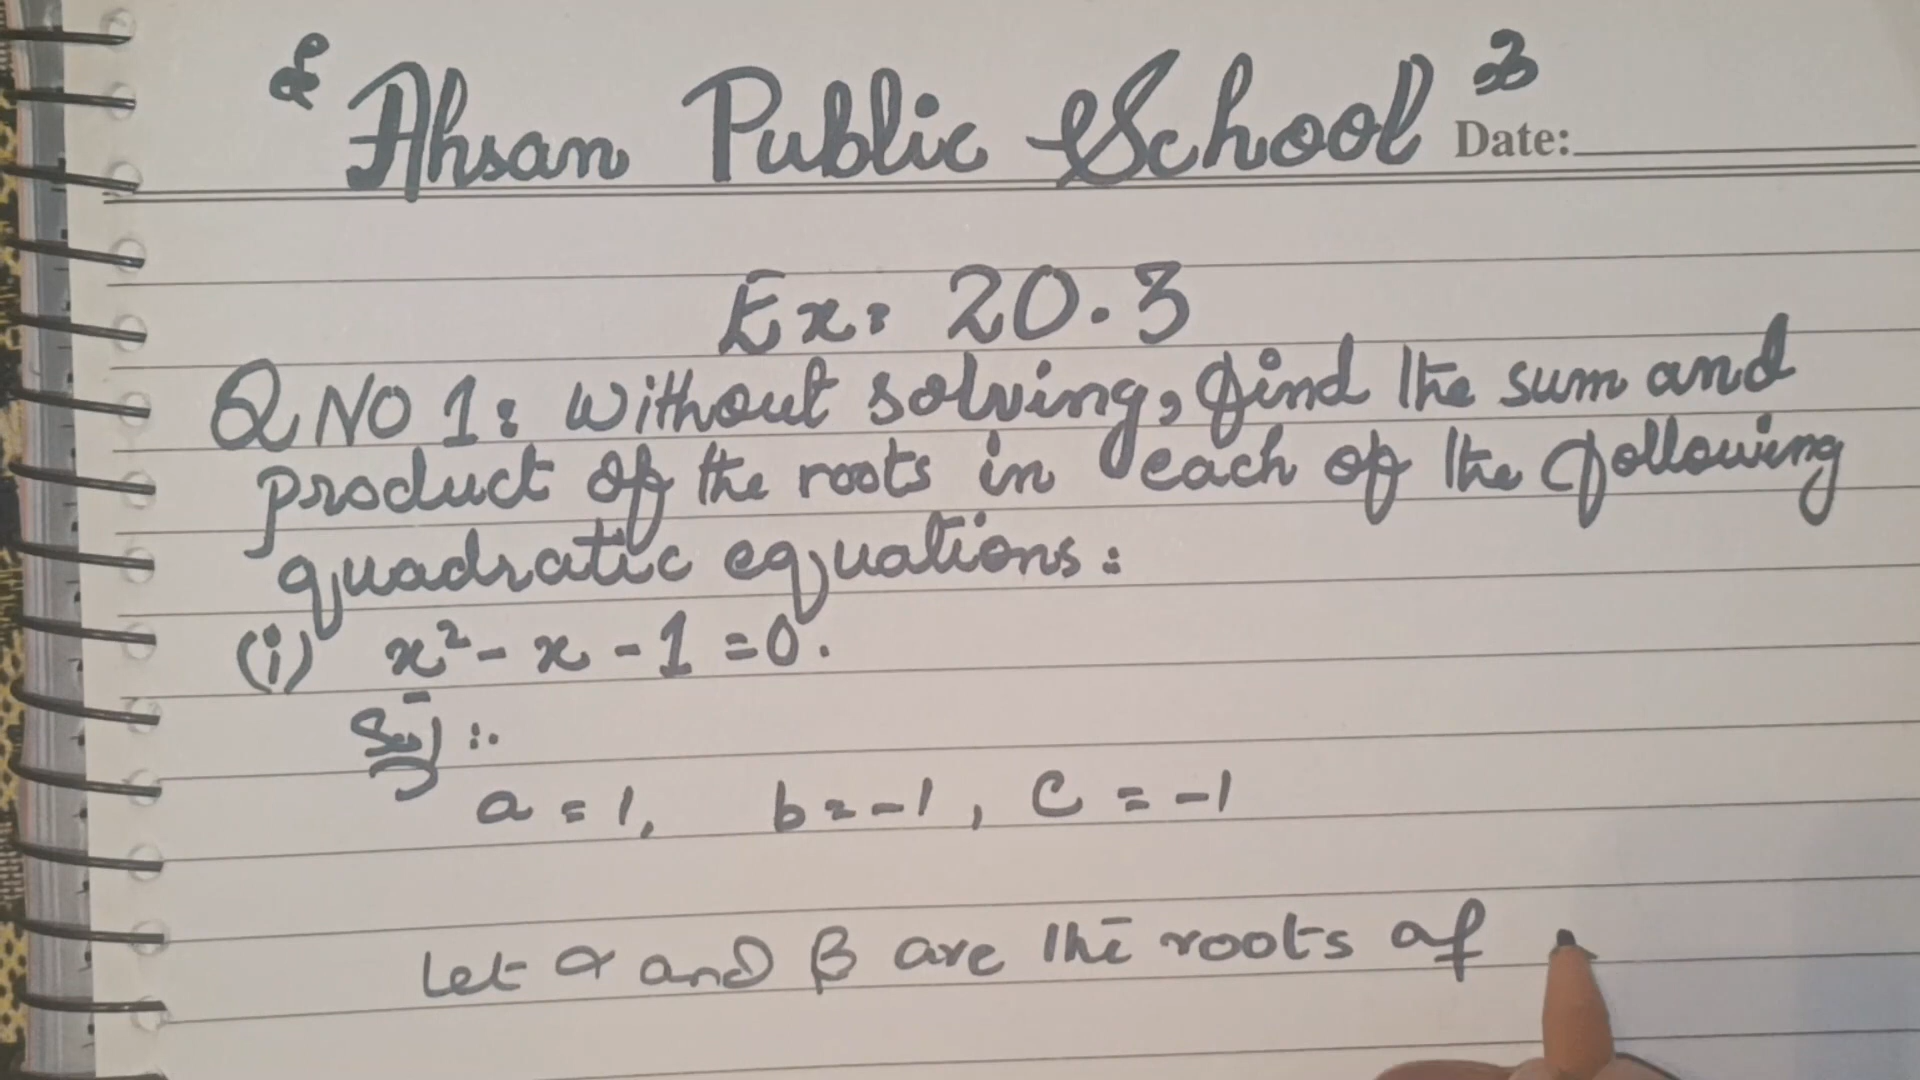 Ahsan Public School
Date:
Ex: 20.3
Q NO 1: Without solving, find the sum and
product of the roots in each of the following
quadratic equations:
(i) x² - x - 1 = 0.
Sol:.
a = 1, b = -1, C = -1
Let α and β are the roots of